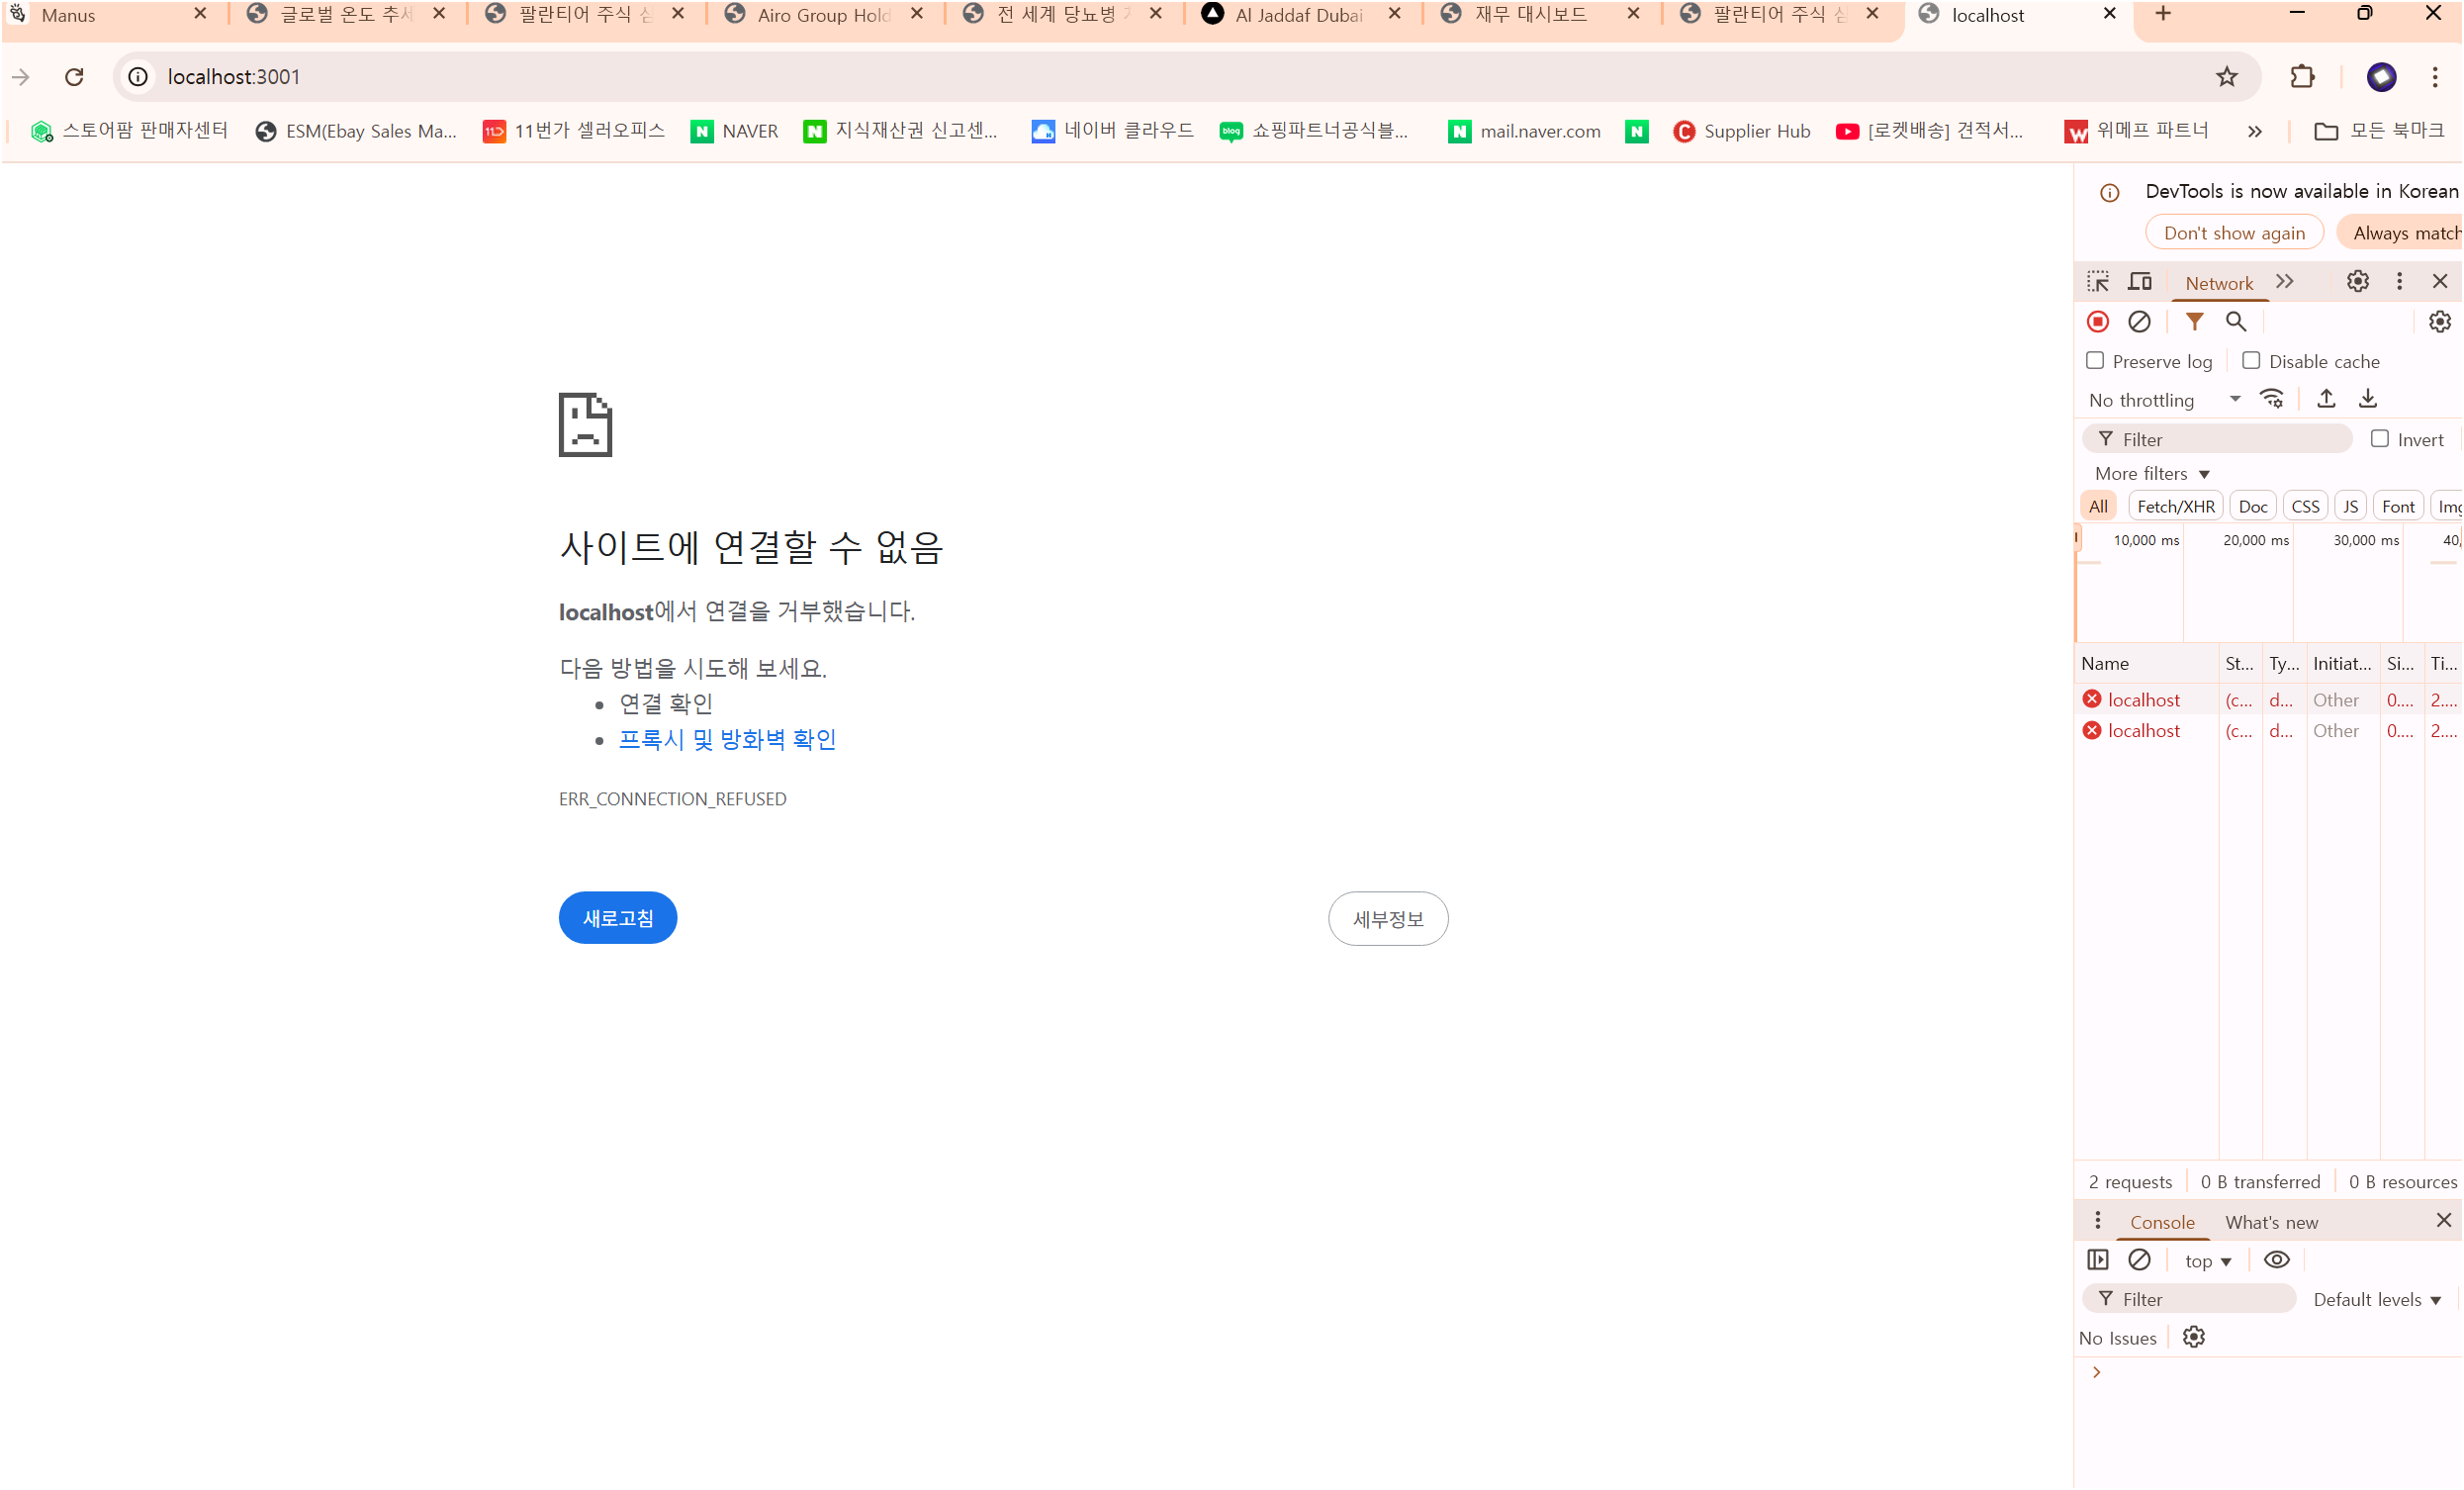 Manus
글로벌 온도 추세
팔란티어 주식 심
Airo Group Hold
전 세계 당뇨병
Al Jaddaf Dubai
재무 대시보드
팔란티어 주식 심
localhost
localhost:3001
스토어팜 판매자센터
ESM(Ebay Sales Ma...
11번가 셀러오피스
NAVER
지식재산권 신고센...
네이버 클라우드
blog 쇼핑파트너공식블...
mail.naver.com
Supplier Hub
[로켓배송] 견적서...
위메프 파트너
모든 북마크
사이트에 연결할 수 없음
localhost에서 연결을 거부했습니다.
다음 방법을 시도해 보세요.
연결 확인
프록시 및 방화벽 확인
ERR_CONNECTION_REFUSED
새로고침
세부정보
DevTools is now available in Korean
Don't show again
Always match
Network
Preserve log
Disable cache
No throttling
Filter
Invert
More filters
All Fetch/XHR Doc CSS JS Font Img
10,000 ms 20,000 ms 30,000 ms 40,
Name St... Ty... Initiat... Si... Ti...
localhost (c... d... Other 0.... 2....
localhost (c... d... Other 0.... 2....
2 requests 0 B transferred 0 B resources
Console What's new
top
Filter
Default levels
No Issues